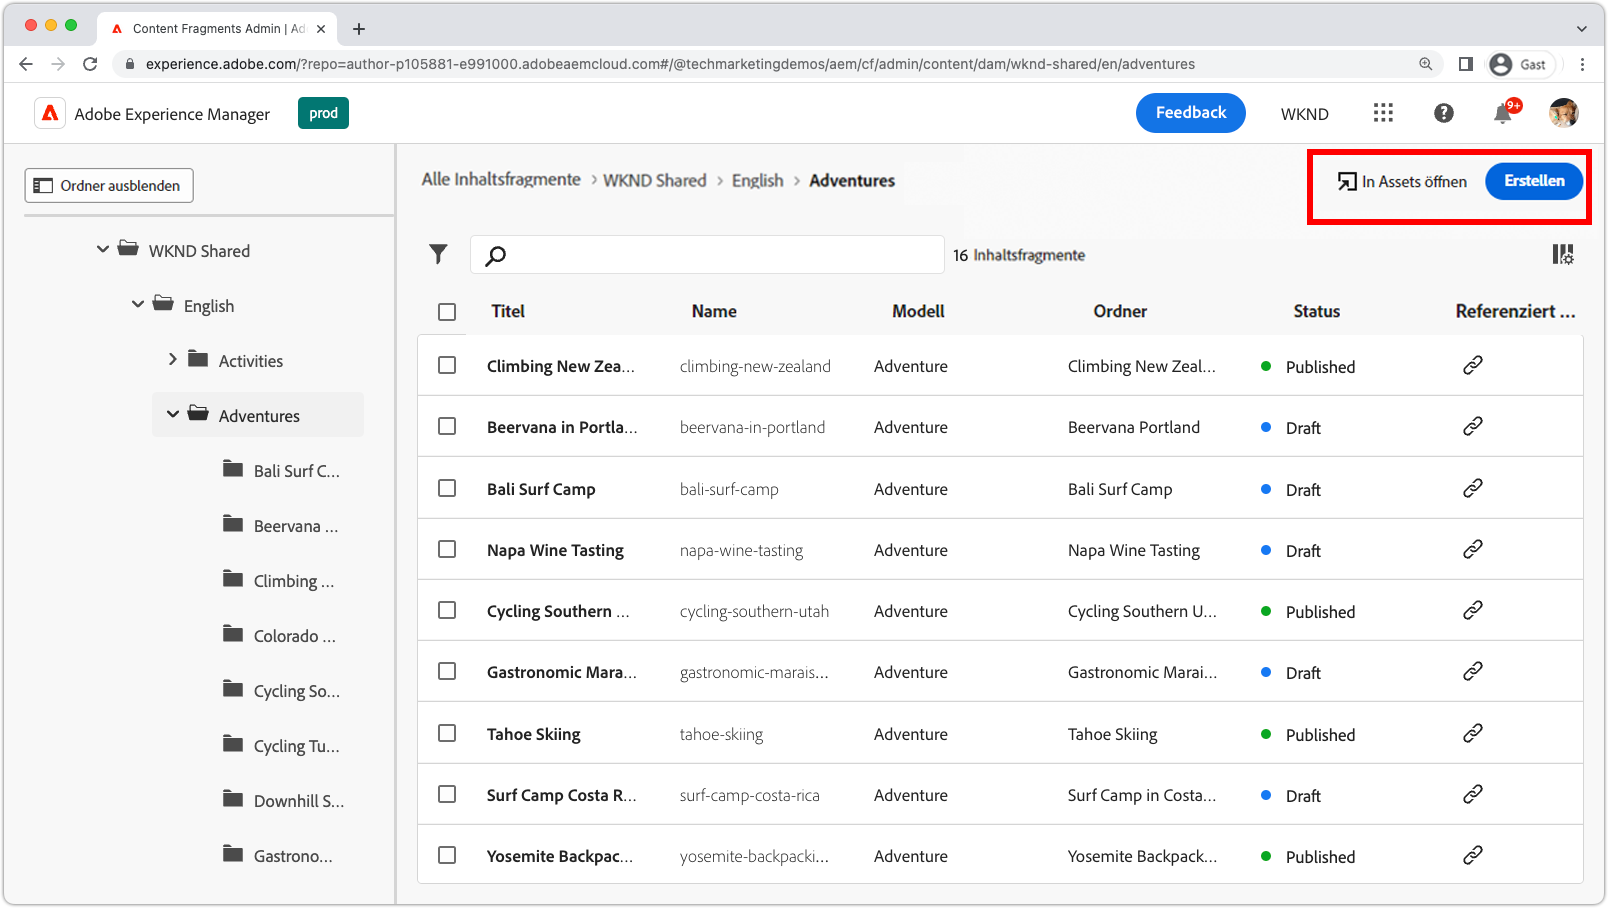 Content Fragments Admin | Ad
experience.adobe.com/?repo=author-p105881-e991000.adobeaemcloud.com#/@techmarketingdemos/aem/cf/admin/content/dam/wknd-shared/en/adventures
Gast
Adobe Experience Manager
prod
Feedback
WKND
9+
Ordner ausblenden
Alle Inhaltsfragmente > WKND Shared > English > Adventures
In Assets öffnen
Erstellen
WKND Shared
English
Activities
Adventures
Bali Surf C...
Beervana ...
Climbing ...
Colorado ...
Cycling So...
Cycling Tu...
Downhill S...
Gastrono...
16 Inhaltsfragmente
Titel Name Modell Ordner Status Referenziert ...
Climbing New Zea... climbing-new-zealand Adventure Climbing New Zeal... Published
Beervana in Portla... beervana-in-portland Adventure Beervana Portland Draft
Bali Surf Camp bali-surf-camp Adventure Bali Surf Camp Draft
Napa Wine Tasting napa-wine-tasting Adventure Napa Wine Tasting Draft
Cycling Southern ... cycling-southern-utah Adventure Cycling Southern U... Published
Gastronomic Mara... gastronomic-marais... Adventure Gastronomic Marai... Draft
Tahoe Skiing tahoe-skiing Adventure Tahoe Skiing Published
Surf Camp Costa R... surf-camp-costa-rica Adventure Surf Camp in Costa... Draft
Yosemite Backpac... yosemite-backpacki... Adventure Yosemite Backpack... Published